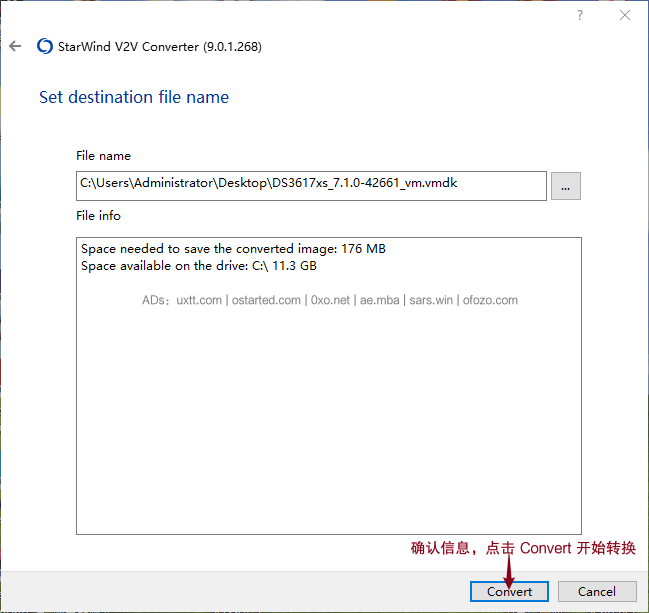 ?
StarWind V2V Converter (9.0.1.268)
Set destination file name
File name
C:\Users\Administrator\Desktop\DS3617xs_7.1.0-42661_vm.vmdk
...
File info
Space needed to save the converted image: 176 MB
Space available on the drive: C:\ 11.3 GB
ADs：uxtt.com | ostarted.com | 0xo.net | ae.mba | sars.win | ofozo.com
确认信息，点击 Convert 开始转换
Convert
Cancel